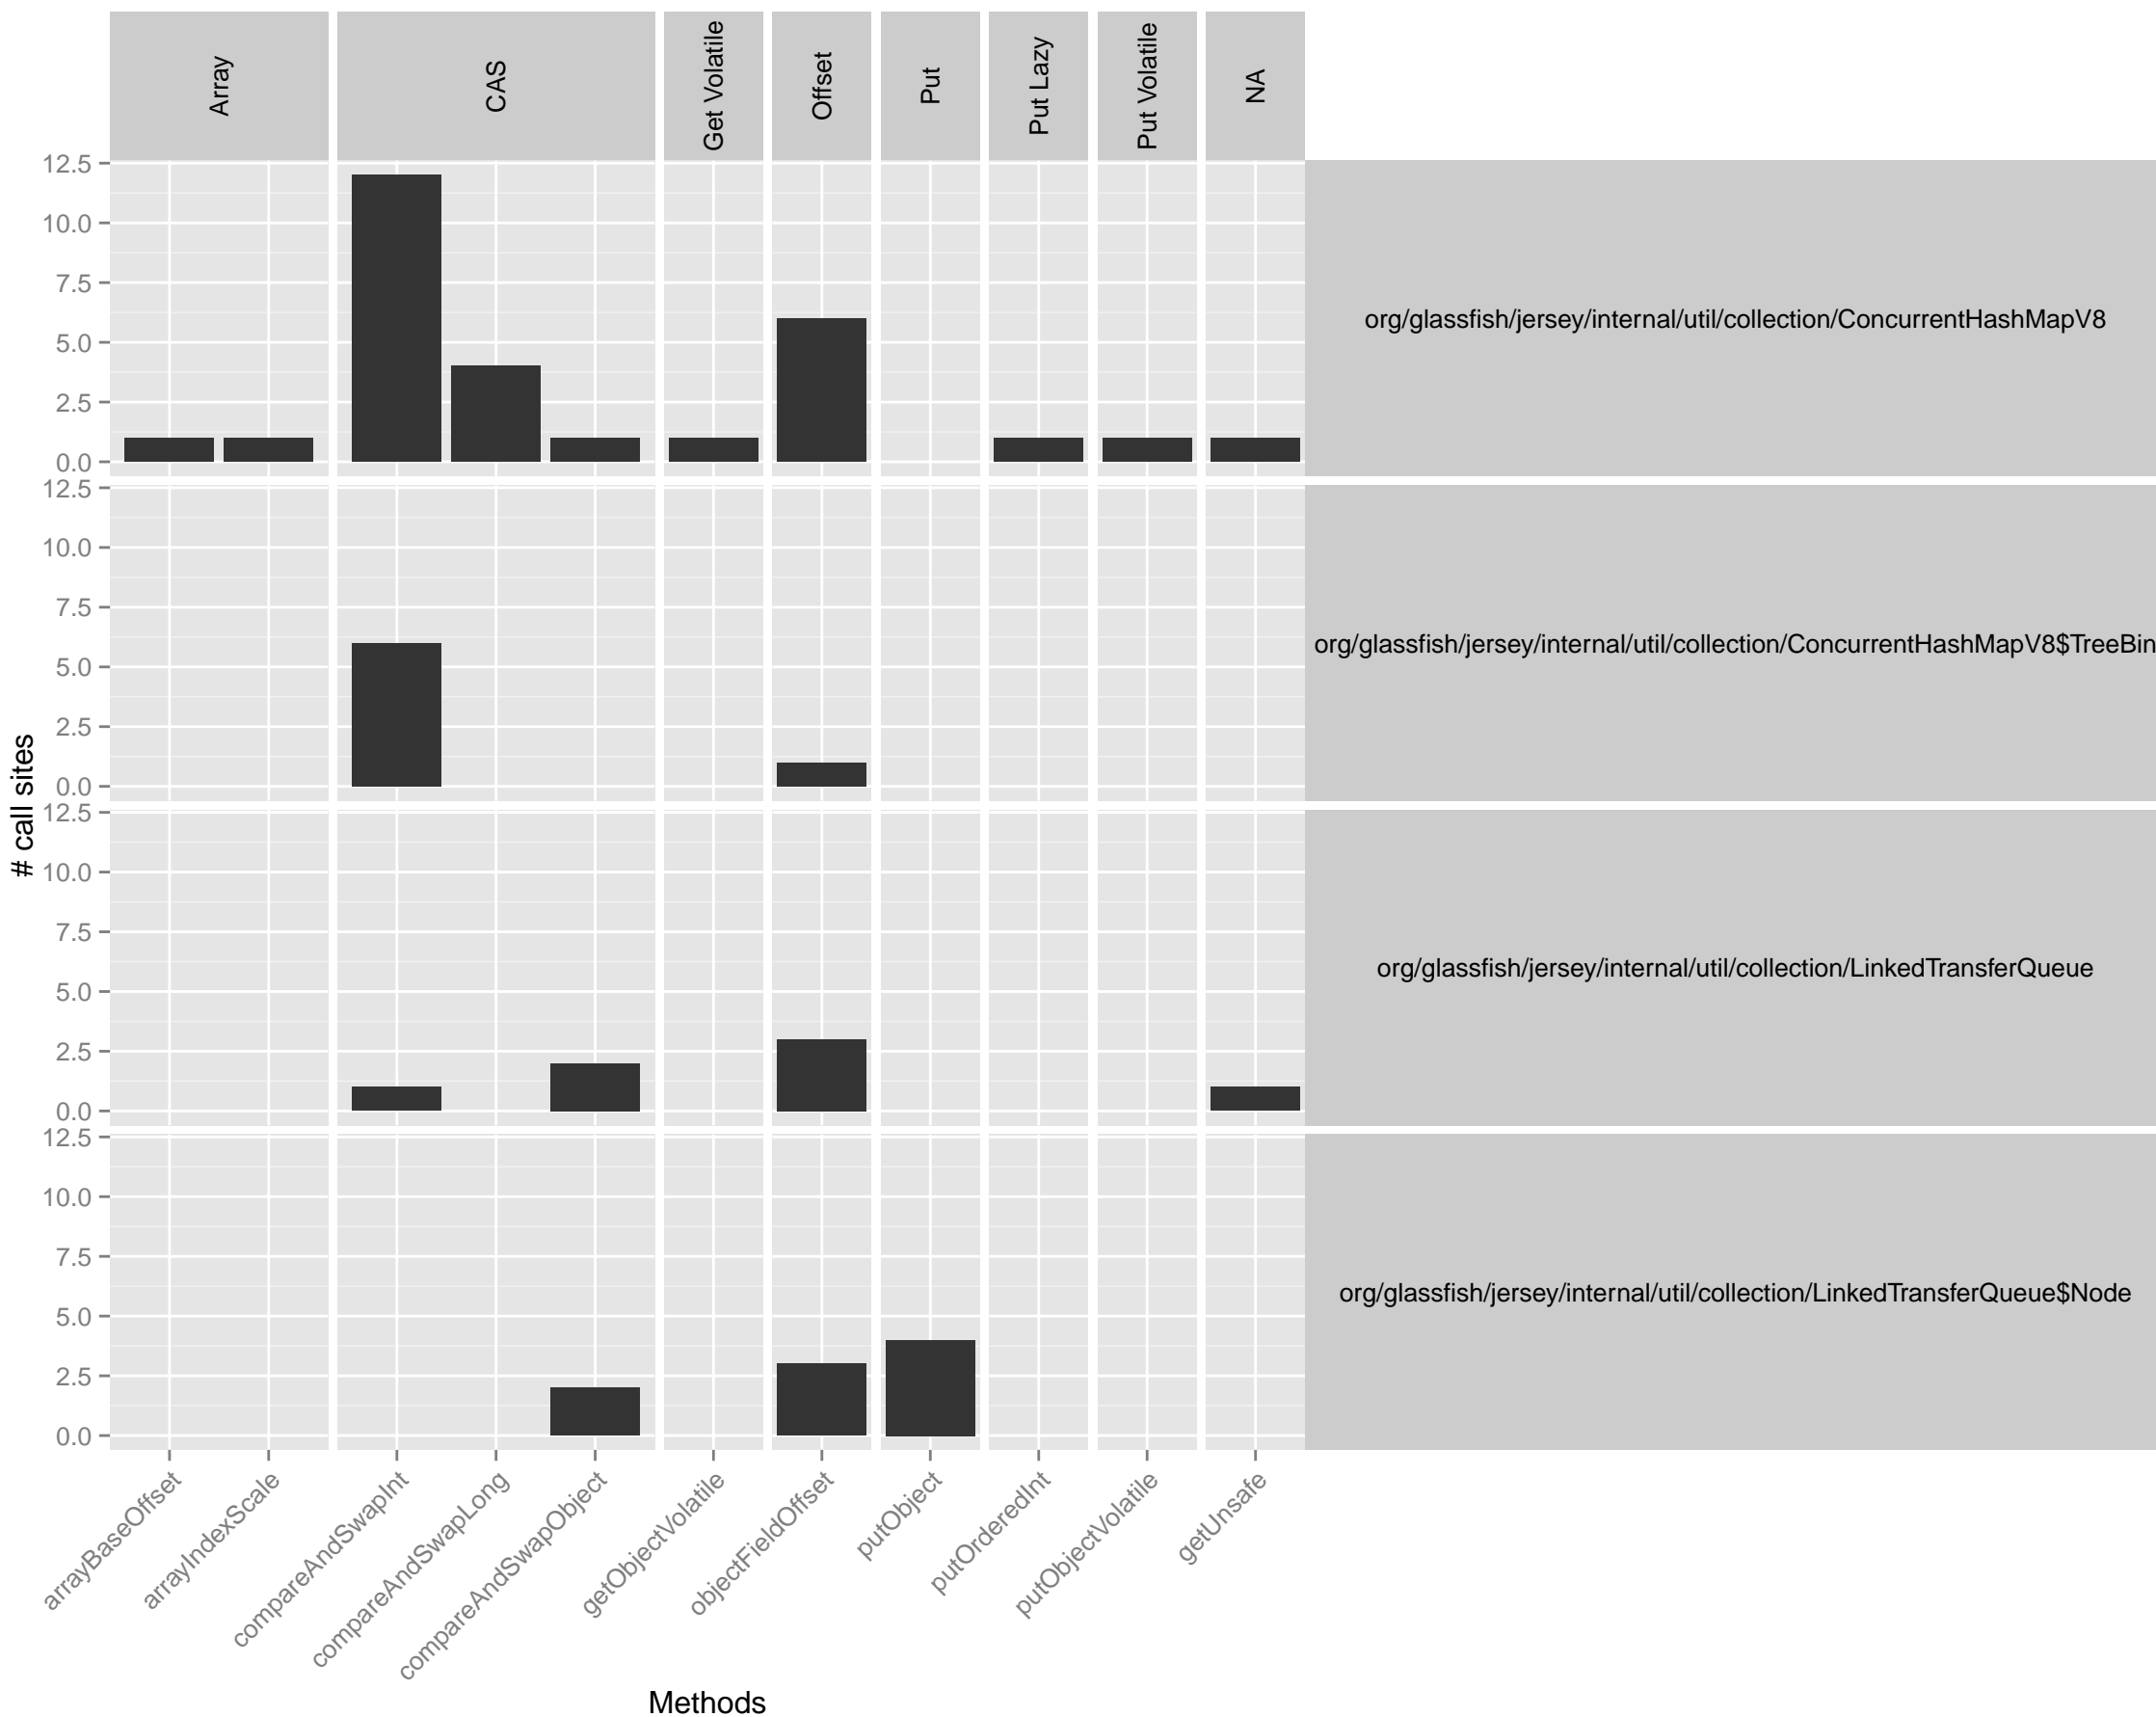 Array
CAS
Get Volatile
Offset
Put
Put Lazy
Put Volatile
NA
12.5
10.0
7.5
5.0
2.5
0.0
org/glassfish/jersey/internal/util/collection/ConcurrentHashMapV8
12.5
10.0
7.5
5.0
2.5
0.0
org/glassfish/jersey/internal/util/collection/ConcurrentHashMapV8$TreeBin
12.5
10.0
7.5
5.0
2.5
0.0
org/glassfish/jersey/internal/util/collection/LinkedTransferQueue
12.5
10.0
7.5
5.0
2.5
0.0
org/glassfish/jersey/internal/util/collection/LinkedTransferQueue$Node
# call sites
arrayBaseOffset
arrayIndexScale
compareAndSwapInt
compareAndSwapLong
compareAndSwapObject
getObjectVolatile
objectFieldOffset
putObject
putOrderedInt
putObjectVolatile
getUnsafe
Methods